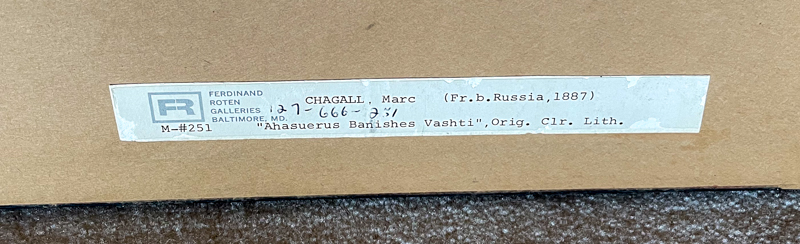 FR
FERDINAND
ROTEN
GALLERIES
BALTIMORE, MD.
CHAGALL, Marc (Fr.b.Russia,1887)
127-666-231
M-#251 "Ahasuerus Banishes Vashti",Orig. Clr. Lith.